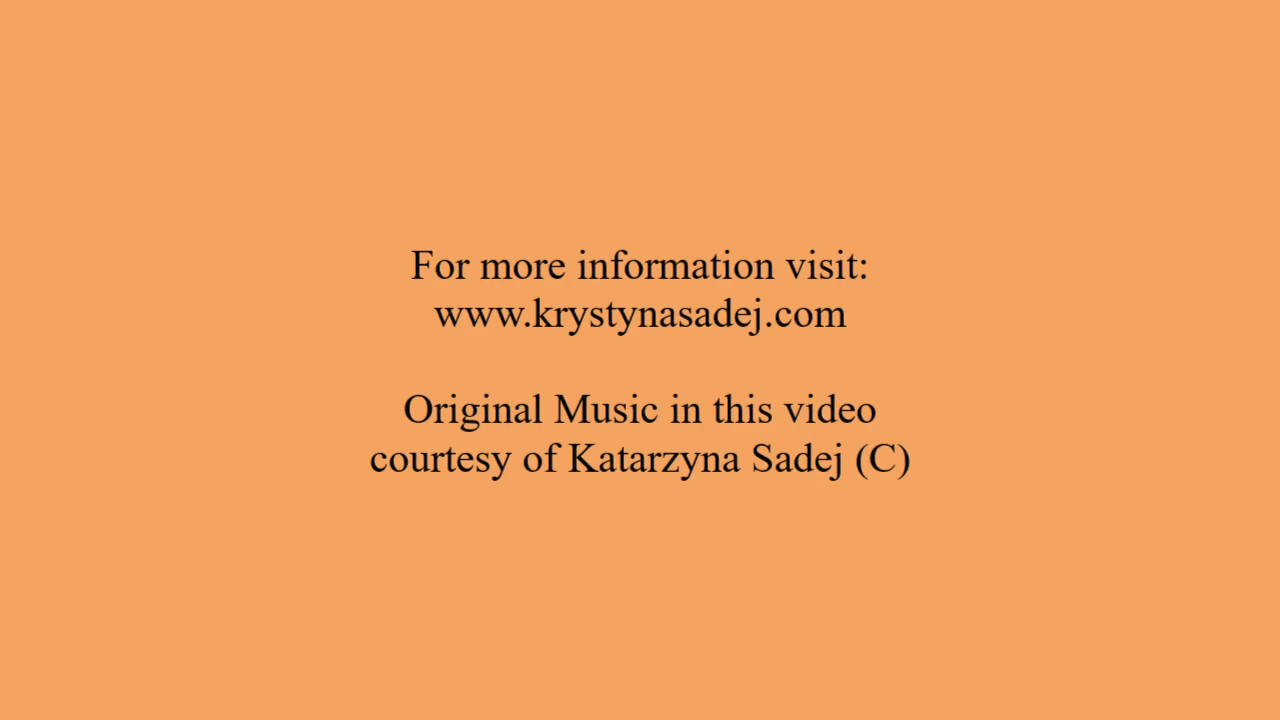 For more information visit:
www.krystynasadej.com
Original Music in this video
courtesy of Katarzyna Sadej (C)